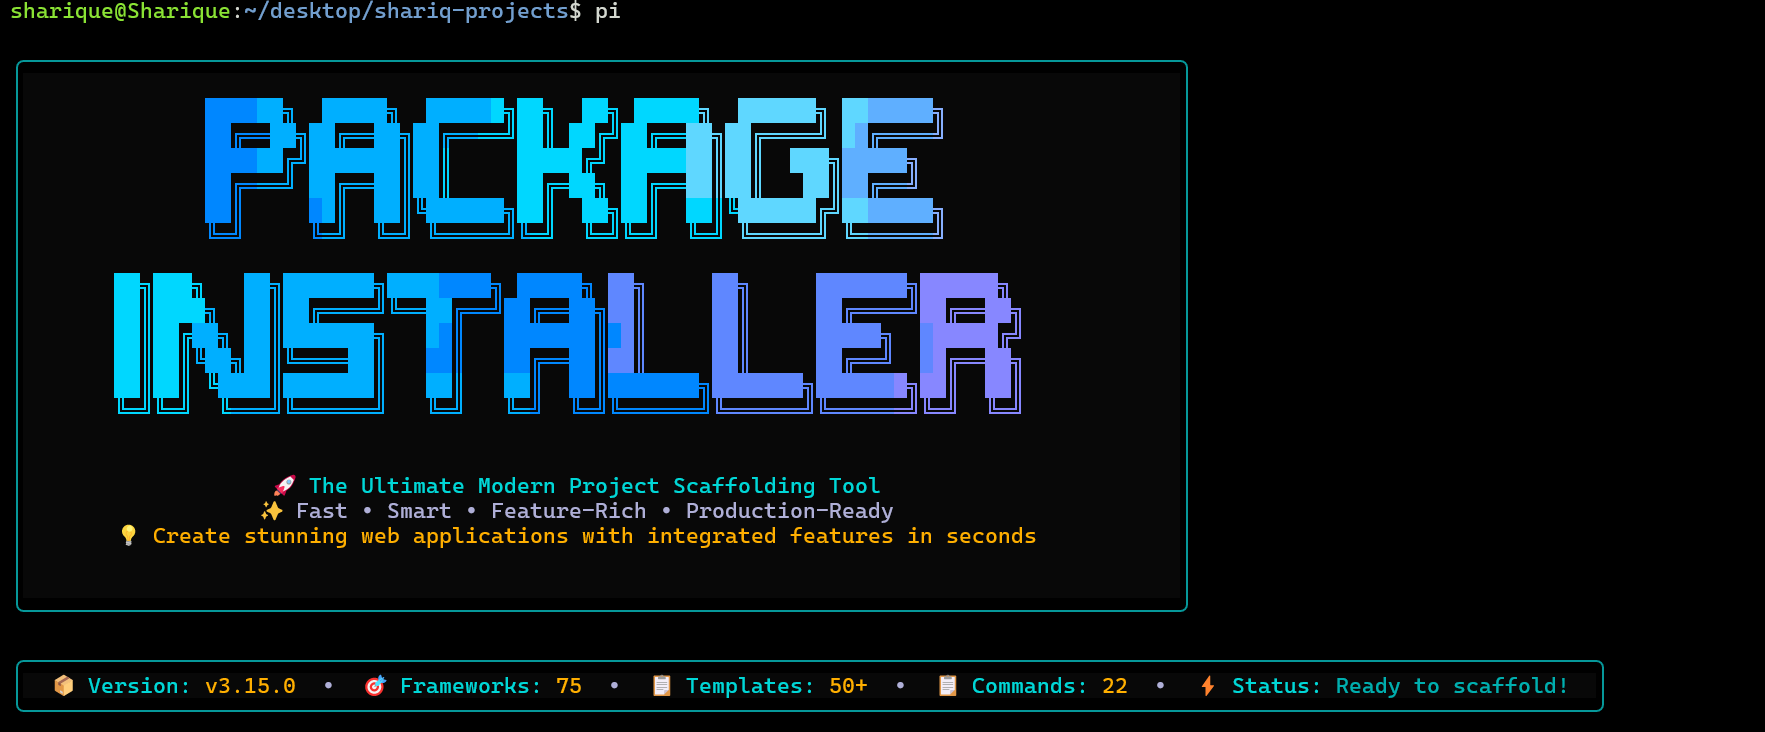 sharique@Sharique:~/desktop/shariq-projects$ pi
PACKAGE
INSTALLER
🚀 The Ultimate Modern Project Scaffolding Tool
✨ Fast • Smart • Feature-Rich • Production-Ready
💡 Create stunning web applications with integrated features in seconds
📦 Version: v3.15.0 • 🎯 Frameworks: 75 • 📋 Templates: 50+ • 📋 Commands: 22 • ⚡ Status: Ready to scaffold!